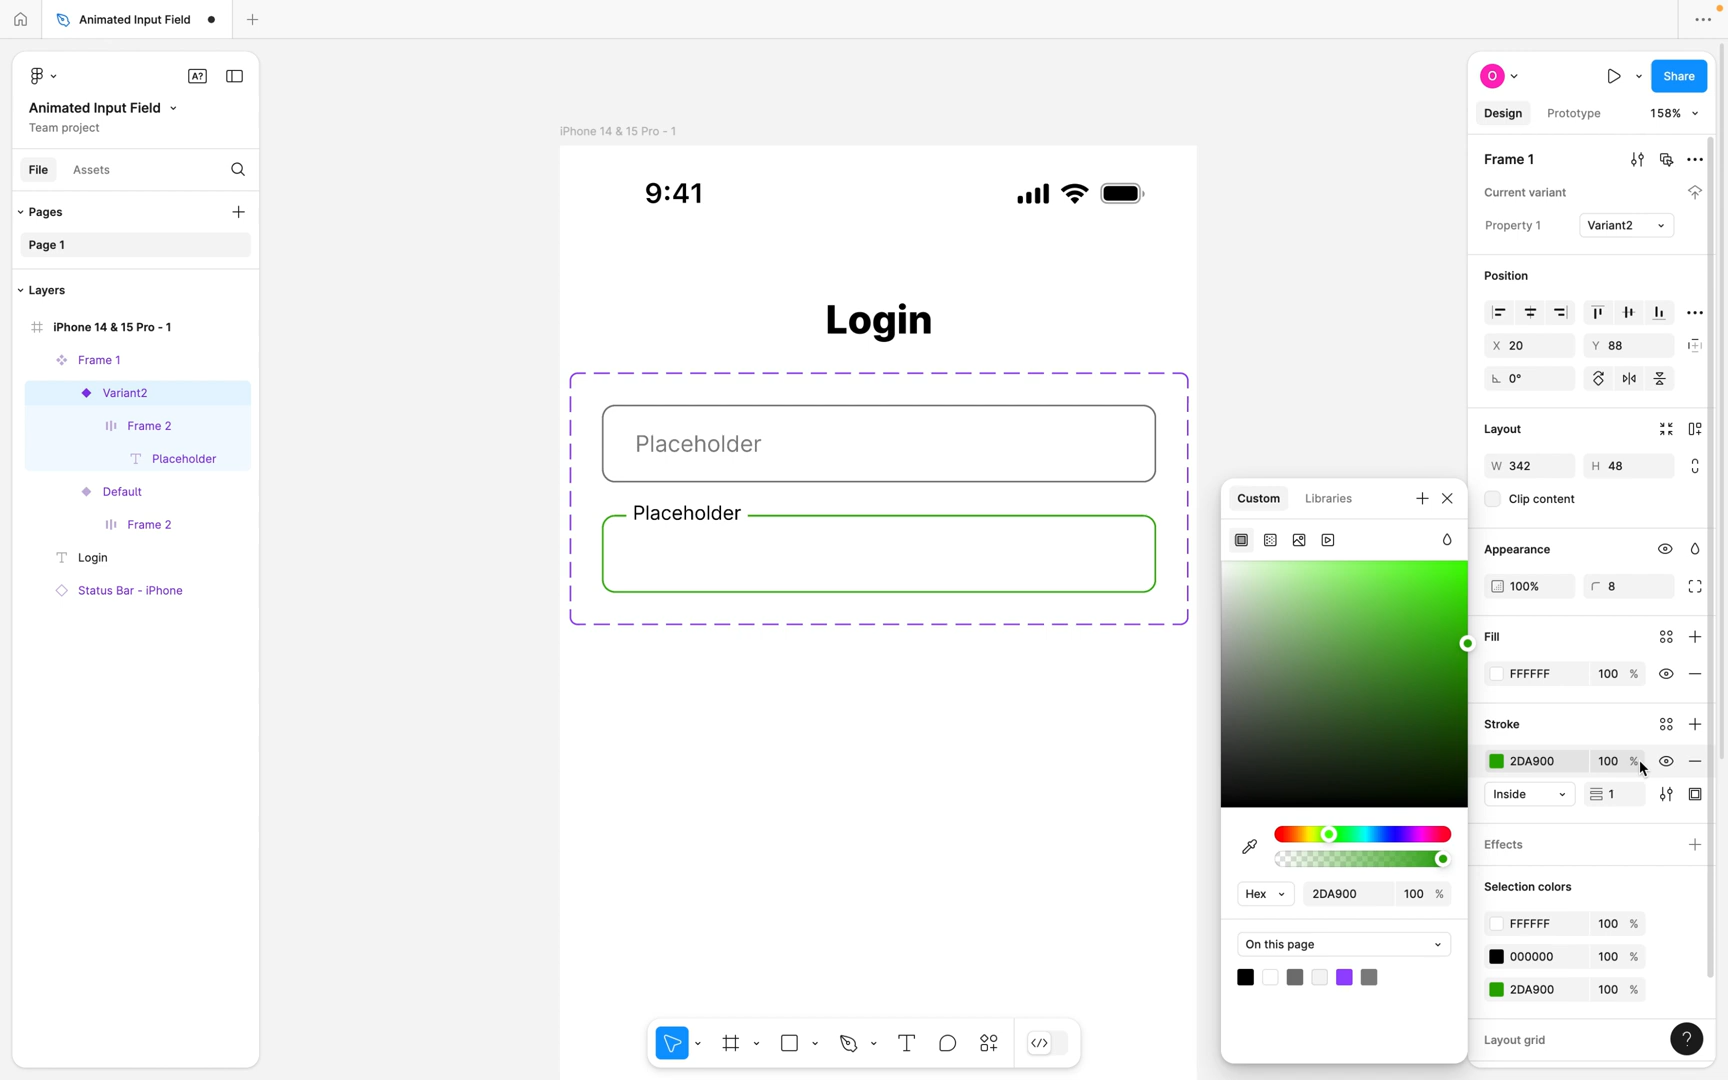 Animated Input Field
A?
Animated Input Field
Team project
File
Assets
Pages
Page 1
Layers
iPhone 14 & 15 Pro - 1
Frame 1
Variant2
Frame 2
Placeholder
Default
Frame 2
Login
Status Bar - iPhone
iPhone 14 & 15 Pro - 1
9:41
Login
Placeholder
Placeholder
Custom
Libraries
Hex
2DA900
100 %
On this page
O
Share
Design
Prototype
158%
Frame 1
Current variant
Property 1
Variant2
Position
X 20
Y 88
0°
Layout
W 342
H 48
Clip content
Appearance
100%
8
Fill
FFFFFF 100 %
Stroke
2DA900 100 %
Inside
1
Effects
Selection colors
FFFFFF 100 %
000000 100 %
2DA900 100 %
Layout grid
?